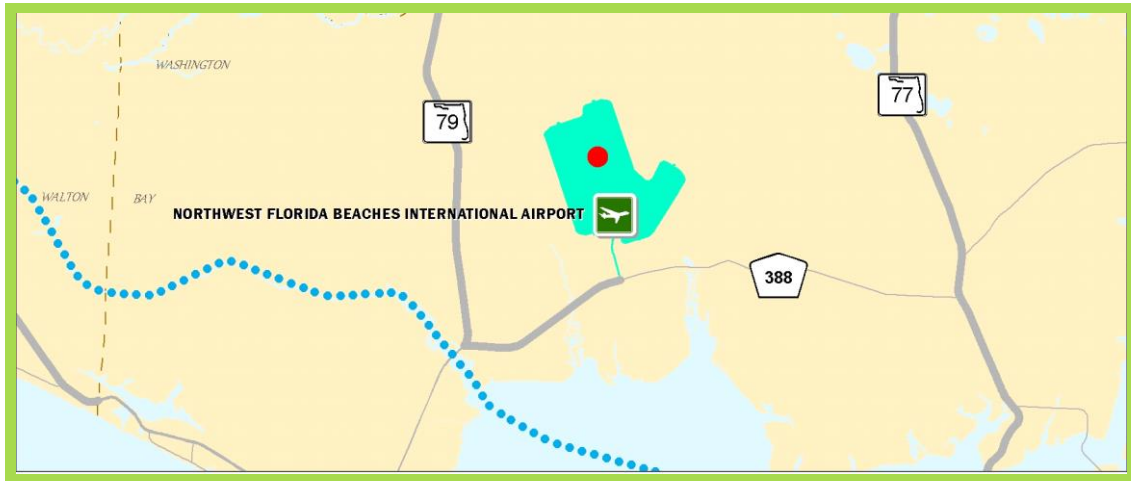 WASHINGTON
79
77
WALTON
BAY
NORTHWEST FLORIDA BEACHES INTERNATIONAL AIRPORT
388